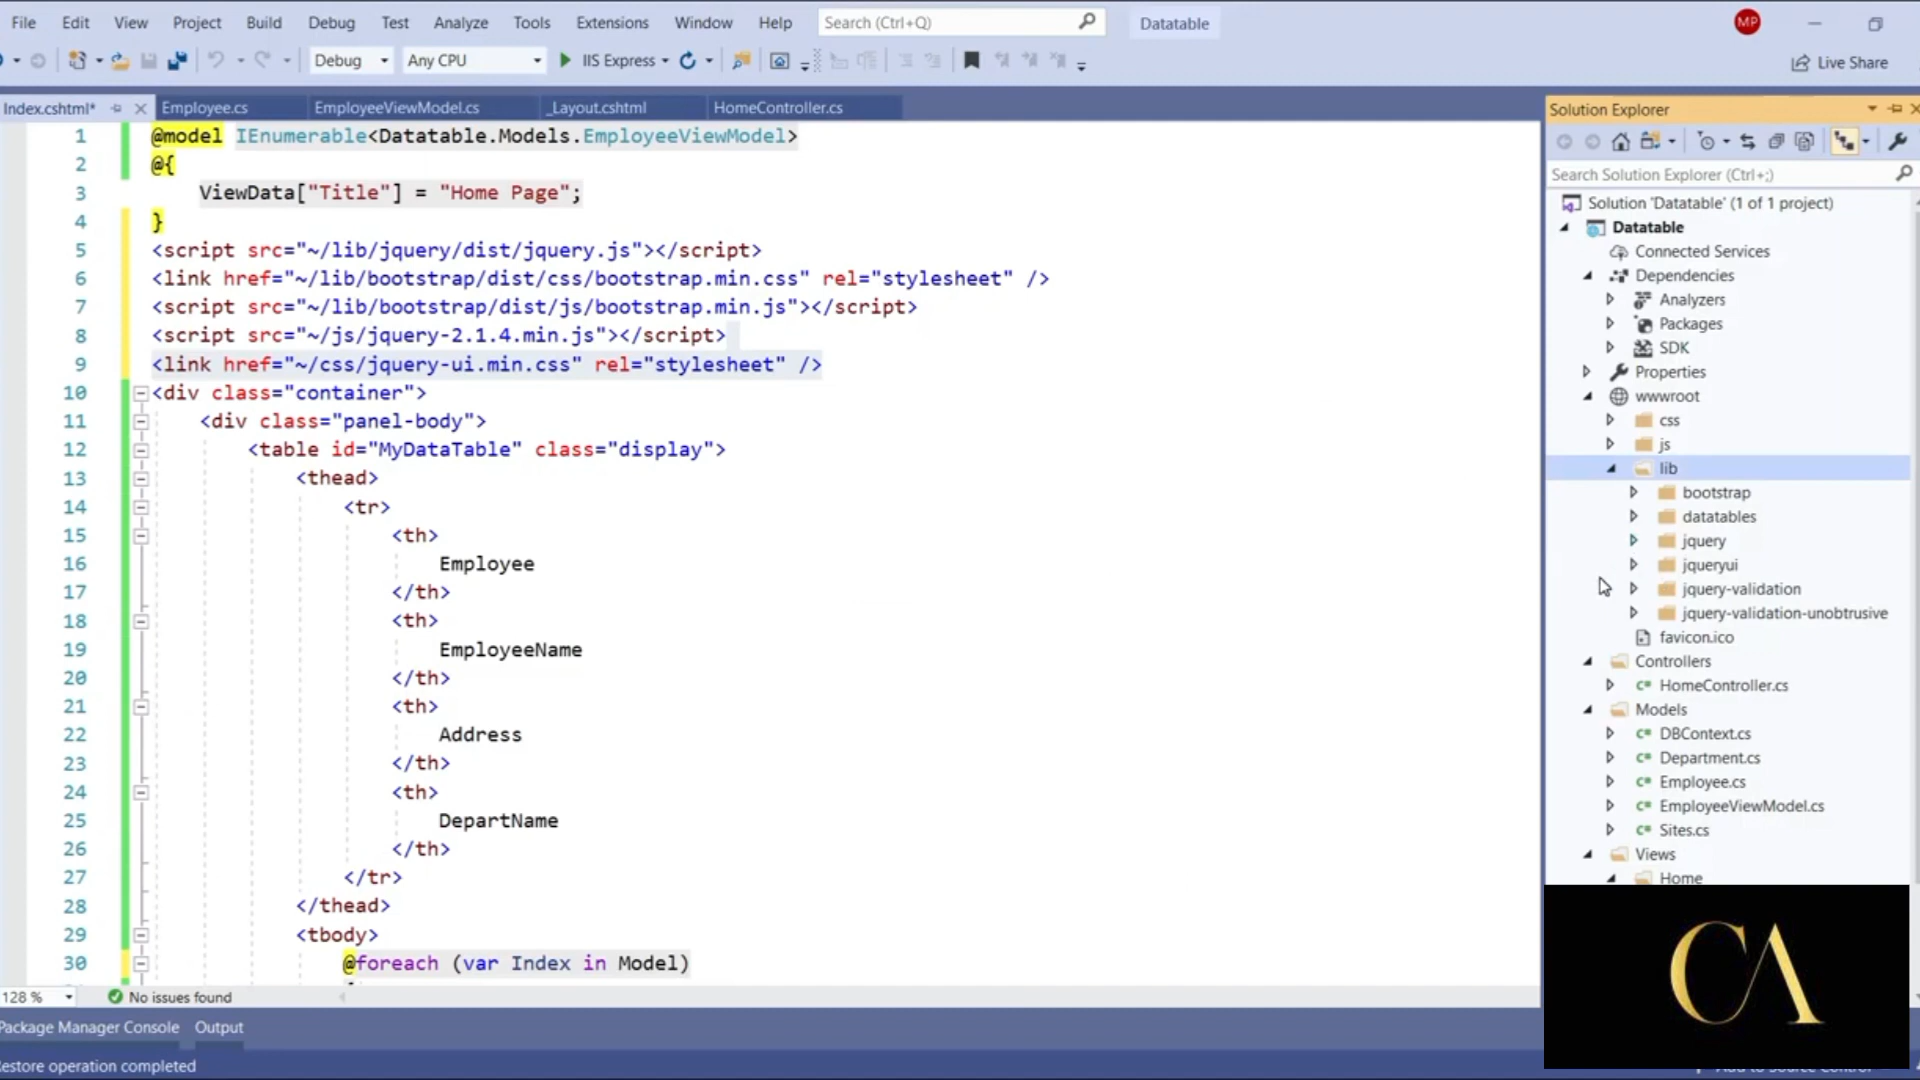 File Edit View Project Build Debug Test Analyze Tools Extensions Window Help Search (Ctrl+Q) Datatable MP
Debug Any CPU IIS Express Live Share
Index.cshtml* Employee.cs EmployeeViewModel.cs _Layout.cshtml HomeController.cs
1 @model IEnumerable<Datatable.Models.EmployeeViewModel>
2 @{
3 ViewData["Title"] = "Home Page";
4 }
5 <script src="~/lib/jquery/dist/jquery.js"></script>
6 <link href="~/lib/bootstrap/dist/css/bootstrap.min.css" rel="stylesheet" />
7 <script src="~/lib/bootstrap/dist/js/bootstrap.min.js"></script>
8 <script src="~/js/jquery-2.1.4.min.js"></script>
9 <link href="~/css/jquery-ui.min.css" rel="stylesheet" />
10 <div class="container">
11 <div class="panel-body">
12 <table id="MyDataTable" class="display">
13 <thead>
14 <tr>
15 <th>
16 Employee
17 </th>
18 <th>
19 EmployeeName
20 </th>
21 <th>
22 Address
23 </th>
24 <th>
25 DepartName
26 </th>
27 </tr>
28 </thead>
29 <tbody>
30 @foreach (var Index in Model)
128 % No issues found
Package Manager Console Output
estore operation completed
Solution Explorer
Search Solution Explorer (Ctrl+;)
Solution 'Datatable' (1 of 1 project)
Datatable
Connected Services
Dependencies
Analyzers
Packages
SDK
Properties
wwwroot
css
js
lib
bootstrap
datatables
jquery
jqueryui
jquery-validation
jquery-validation-unobtrusive
favicon.ico
Controllers
C# HomeController.cs
Models
C# DBContext.cs
C# Department.cs
C# Employee.cs
C# EmployeeViewModel.cs
C# Sites.cs
Views
Home
CA